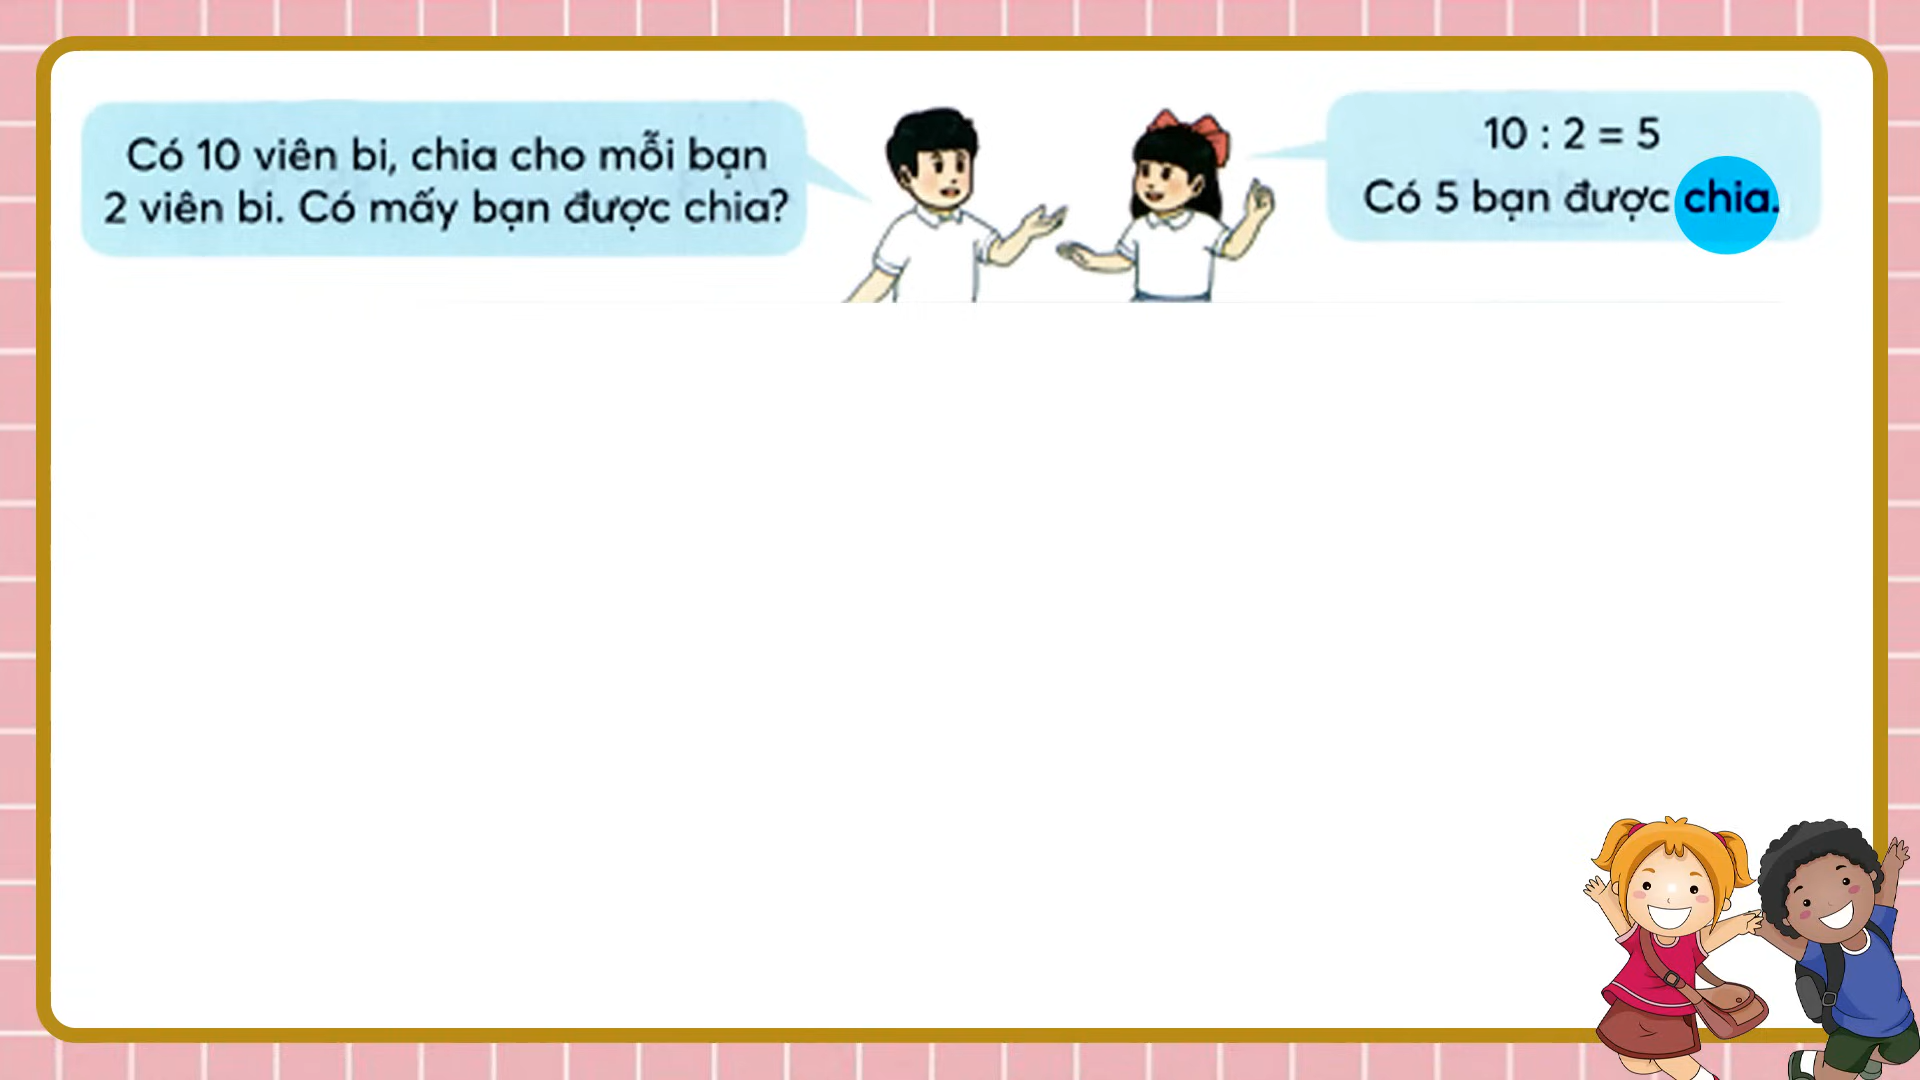 Có 10 viên bi, chia cho mỗi bạn
2 viên bi. Có mấy bạn được chia?
10 : 2 = 5
Có 5 bạn được chia.